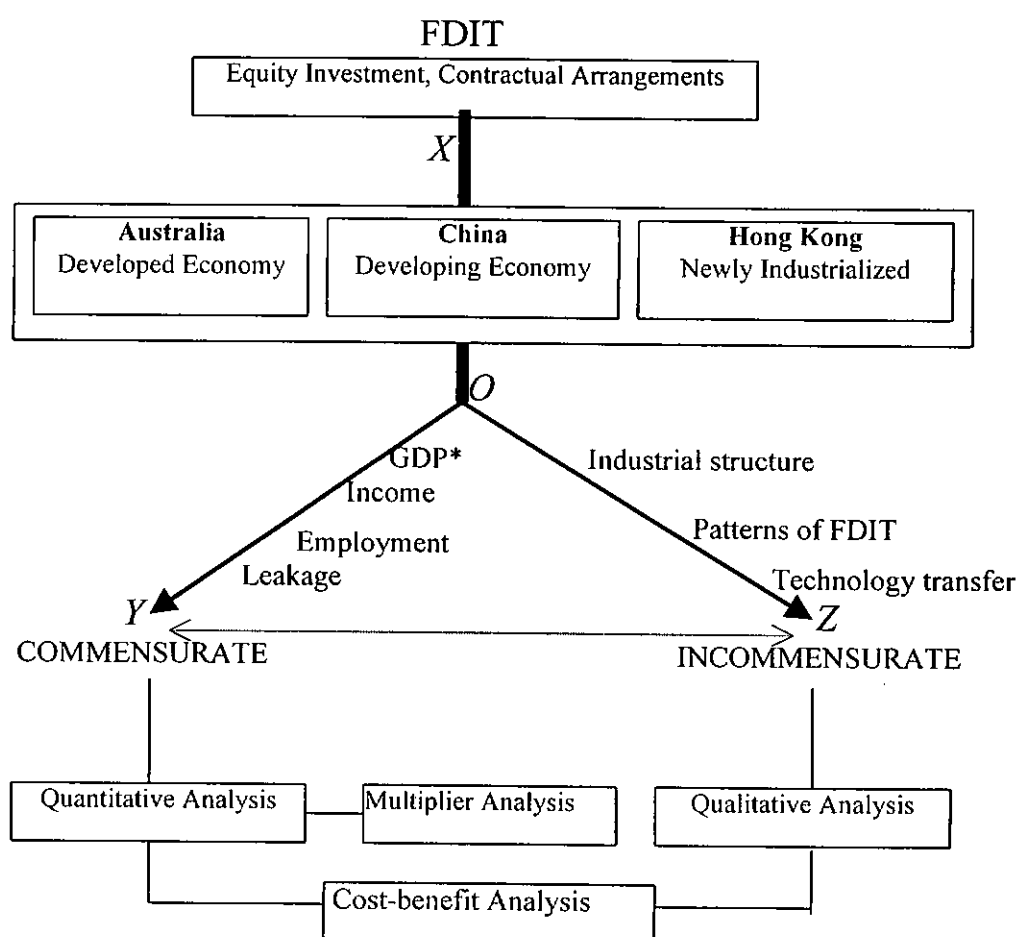 FDIT
Equity Investment, Contractual Arrangements
X
Australia
Developed Economy
China
Developing Economy
Hong Kong
Newly Industrialized
O
GDP*
Income
Employment
Leakage
Industrial structure
Patterns of FDIT
Technology transfer
Y
COMMENSURATE
Z
INCOMMENSURATE
Quantitative Analysis
Multiplier Analysis
Qualitative Analysis
Cost-benefit Analysis